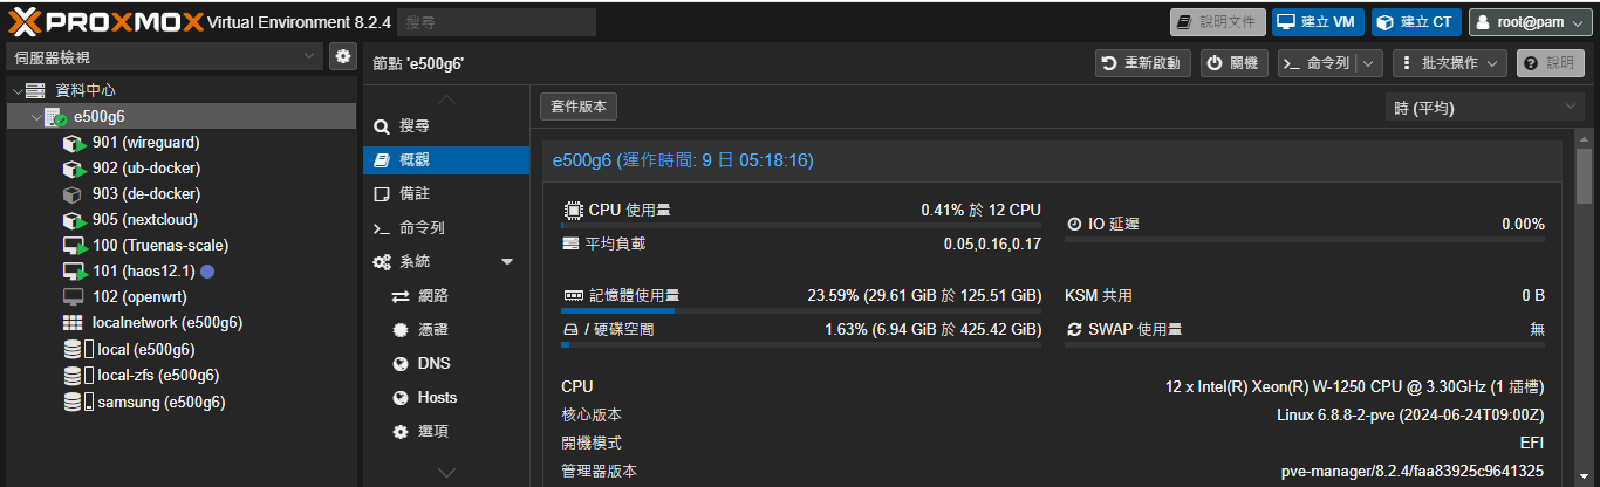 PROXMOX Virtual Environment 8.2.4 搜尋 說明文件 建立 VM 建立 CT root@pam
伺服器檢視
資料中心
e500g6
901 (wireguard)
902 (ub-docker)
903 (de-docker)
905 (nextcloud)
100 (Truenas-scale)
101 (haos12.1)
102 (openwrt)
localnetwork (e500g6)
local (e500g6)
local-zfs (e500g6)
samsung (e500g6)
節點 'e500g6' 重新啟動 關機 命令列 批次操作 說明
搜尋
概觀
備註
命令列
系統
網路
憑證
DNS
Hosts
選項
套件版本 時 (平均)
e500g6 (運作時間: 9 日 05:18:16)
CPU 使用量 0.41% 於 12 CPU
IO 延遲 0.00%
平均負載 0.05,0.16,0.17
記憶體使用量 23.59% (29.61 GiB 於 125.51 GiB)
KSM 共用 0 B
/ 硬碟空間 1.63% (6.94 GiB 於 425.42 GiB)
SWAP 使用量 無
CPU 12 x Intel(R) Xeon(R) W-1250 CPU @ 3.30GHz (1 插槽)
核心版本 Linux 6.8.8-2-pve (2024-06-24T09:00Z)
開機模式 EFI
管理器版本 pve-manager/8.2.4/faa83925c9641325